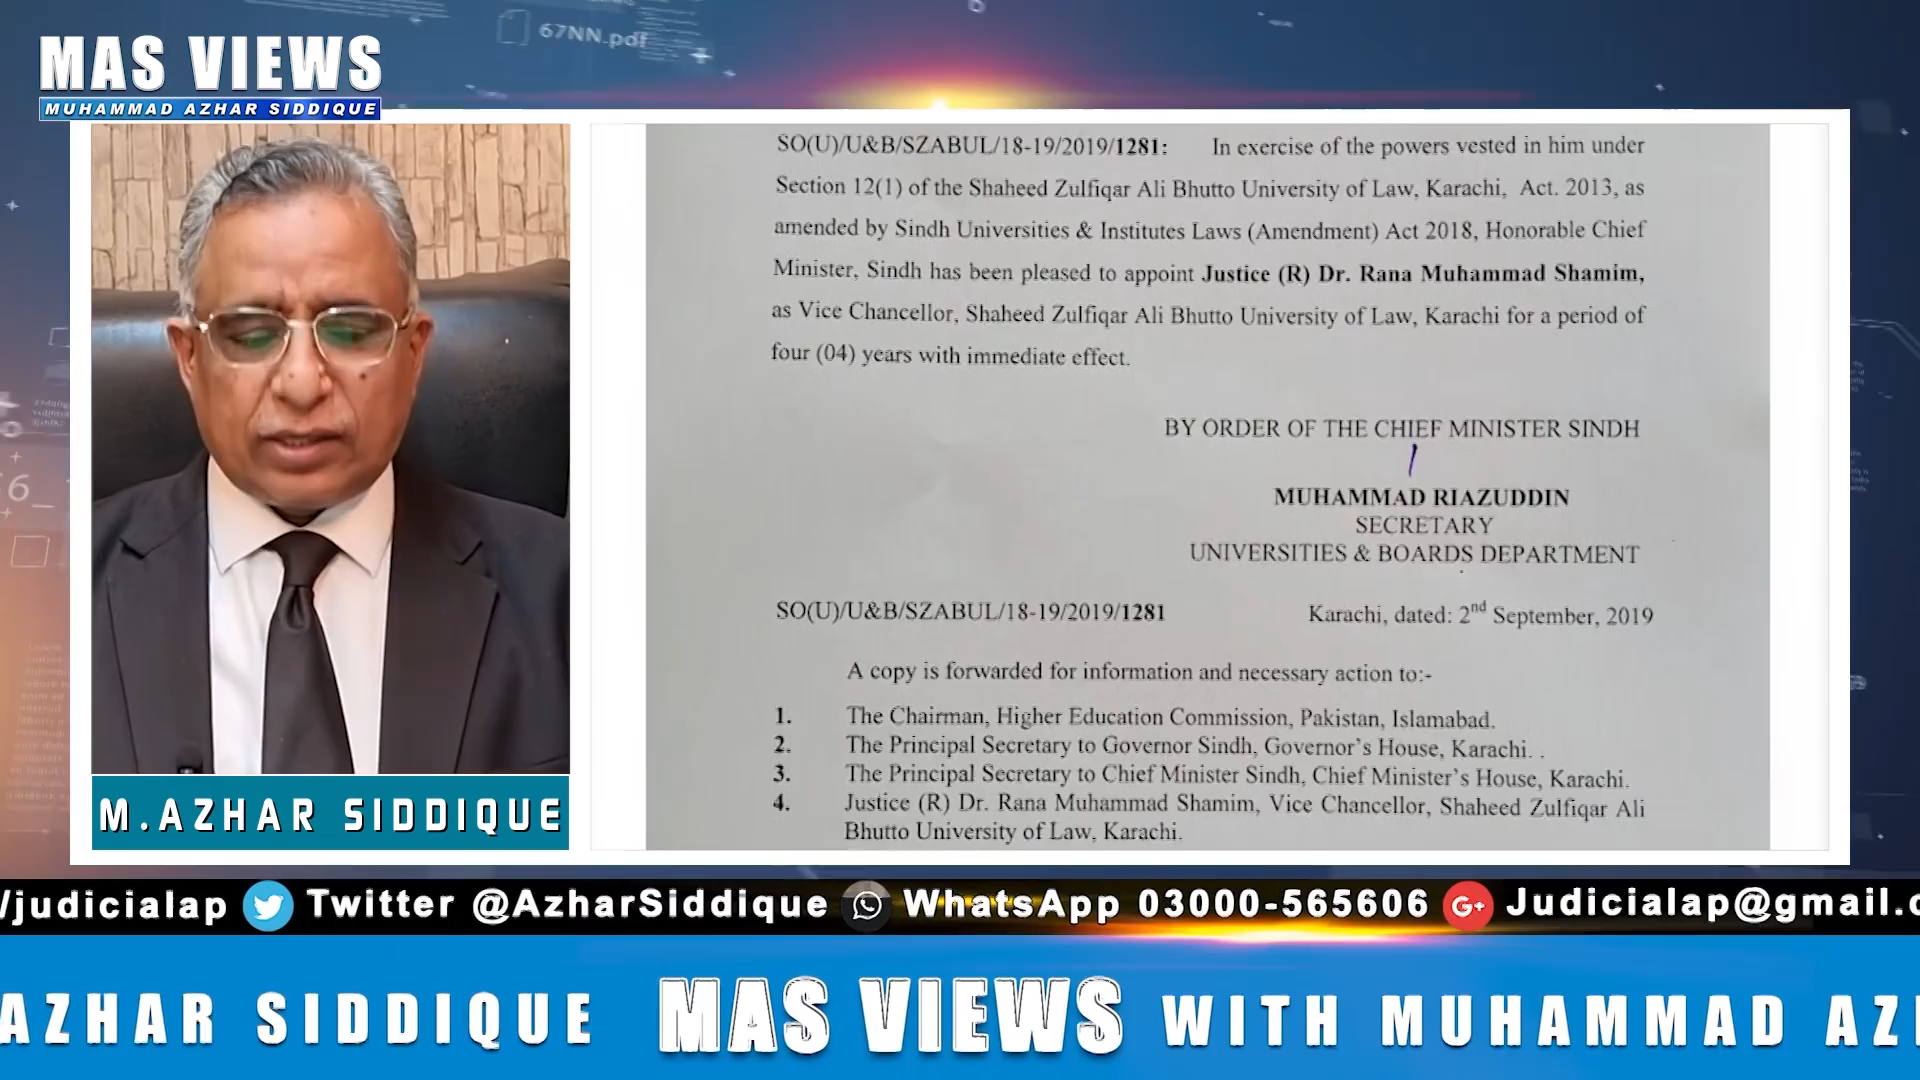 67NN.pdf
MAS VIEWS
MUHAMMAD AZHAR SIDDIQUE
SO(U)/U&B/SZABUL/18-19/2019/1281: In exercise of the powers vested in him under
Section 12(1) of the Shaheed Zulfiqar Ali Bhutto University of Law, Karachi, Act. 2013, as
amended by Sindh Universities & Institutes Laws (Amendment) Act 2018, Honorable Chief
Minister, Sindh has been pleased to appoint Justice (R) Dr. Rana Muhammad Shamim,
as Vice Chancellor, Shaheed Zulfiqar Ali Bhutto University of Law, Karachi for a period of
four (04) years with immediate effect.
BY ORDER OF THE CHIEF MINISTER SINDH
MUHAMMAD RIAZUDDIN
SECRETARY
UNIVERSITIES & BOARDS DEPARTMENT
SO(U)/U&B/SZABUL/18-19/2019/1281 Karachi, dated: 2nd September, 2019
A copy is forwarded for information and necessary action to:-
1. The Chairman, Higher Education Commission, Pakistan, Islamabad.
2. The Principal Secretary to Governor Sindh, Governor's House, Karachi. .
3. The Principal Secretary to Chief Minister Sindh, Chief Minister's House, Karachi.
4. Justice (R) Dr. Rana Muhammad Shamim, Vice Chancellor, Shaheed Zulfiqar Ali
Bhutto University of Law, Karachi.
M.AZHAR SIDDIQUE
/judicialap Twitter @AzharSiddique WhatsApp 03000-565606 G+ Judicialap@gmail.c
AZHAR SIDDIQUE MAS VIEWS WITH MUHAMMAD AZ